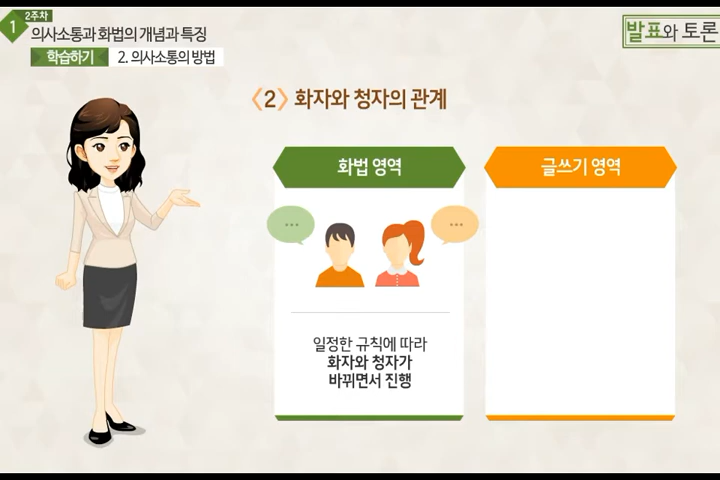 2주차
1
의사소통과 화법의 개념과 특징
발표와 토론
학습하기
2. 의사소통의 방법
〈2〉 화자와 청자의 관계
화법 영역
글쓰기 영역
...
...
일정한 규칙에 따라
화자와 청자가
바뀌면서 진행